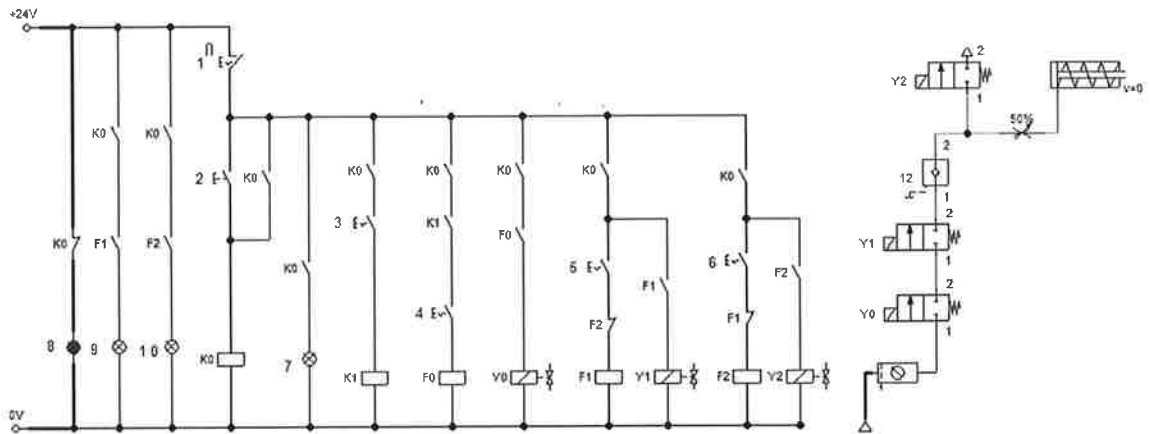 +24V
1 E
K0 K0
2 E K0
K0 K0 K0 K0 K0
3 E K1 F0
K0 F1 F2
K0
5 E F1
6 E F2
4 E
F2 F1
8 9 10
K0 7
K1 F0 Y0 F1 Y1 F2 Y2
0V
Y2 2
1
50%
v=0
2
12
1
2
Y1
1
2
Y0
1